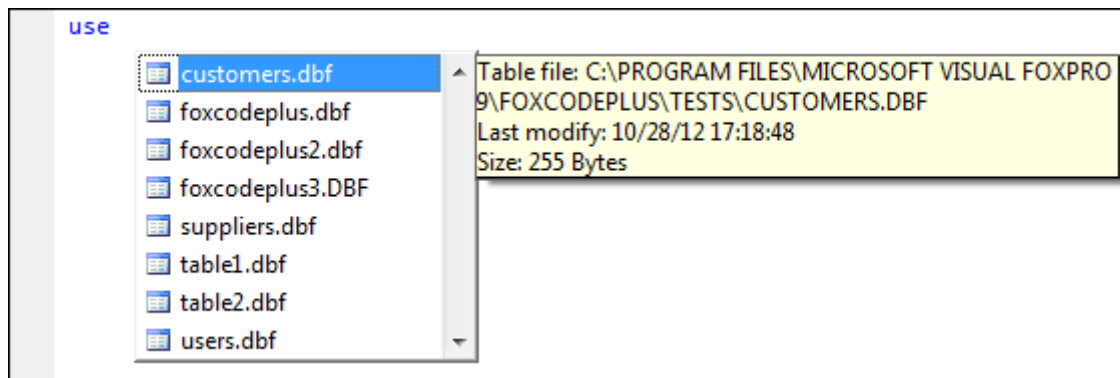 use
customers.dbf
foxcodeplus.dbf
foxcodeplus2.dbf
foxcodeplus3.DBF
suppliers.dbf
table1.dbf
table2.dbf
users.dbf
Table file: C:\PROGRAM FILES\MICROSOFT VISUAL FOXPRO
9\FOXCODEPLUS\TESTS\CUSTOMERS.DBF
Last modify: 10/28/12 17:18:48
Size: 255 Bytes